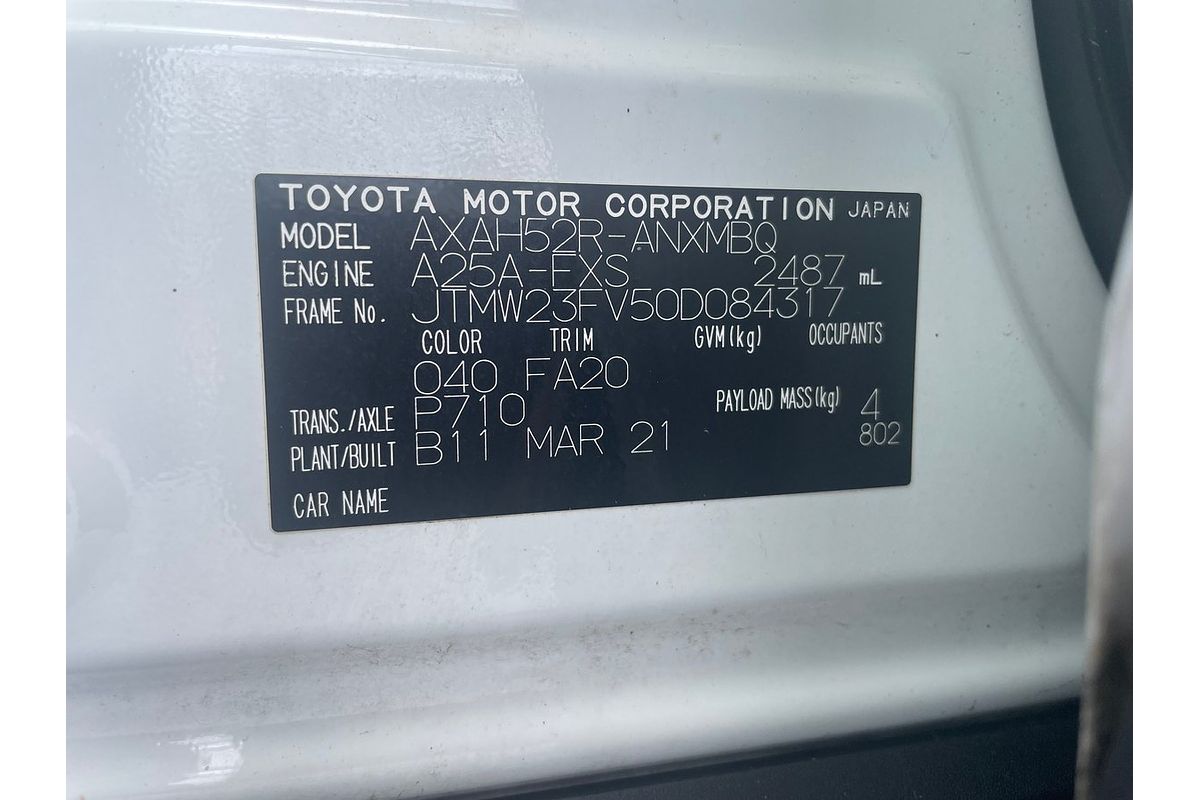 TOYOTA MOTOR CORPORATION JAPAN
MODEL AXAH52R-ANXMBQ
ENGINE A25A-FXS 2487 mL
FRAME No. JTMW23FV50D084317
COLOR TRIM GVM(kg) OCCUPANTS
040 FA20
TRANS./AXLE P710 PAYLOAD MASS(kg) 4
PLANT/BUILT B11 MAR 21 802
CAR NAME